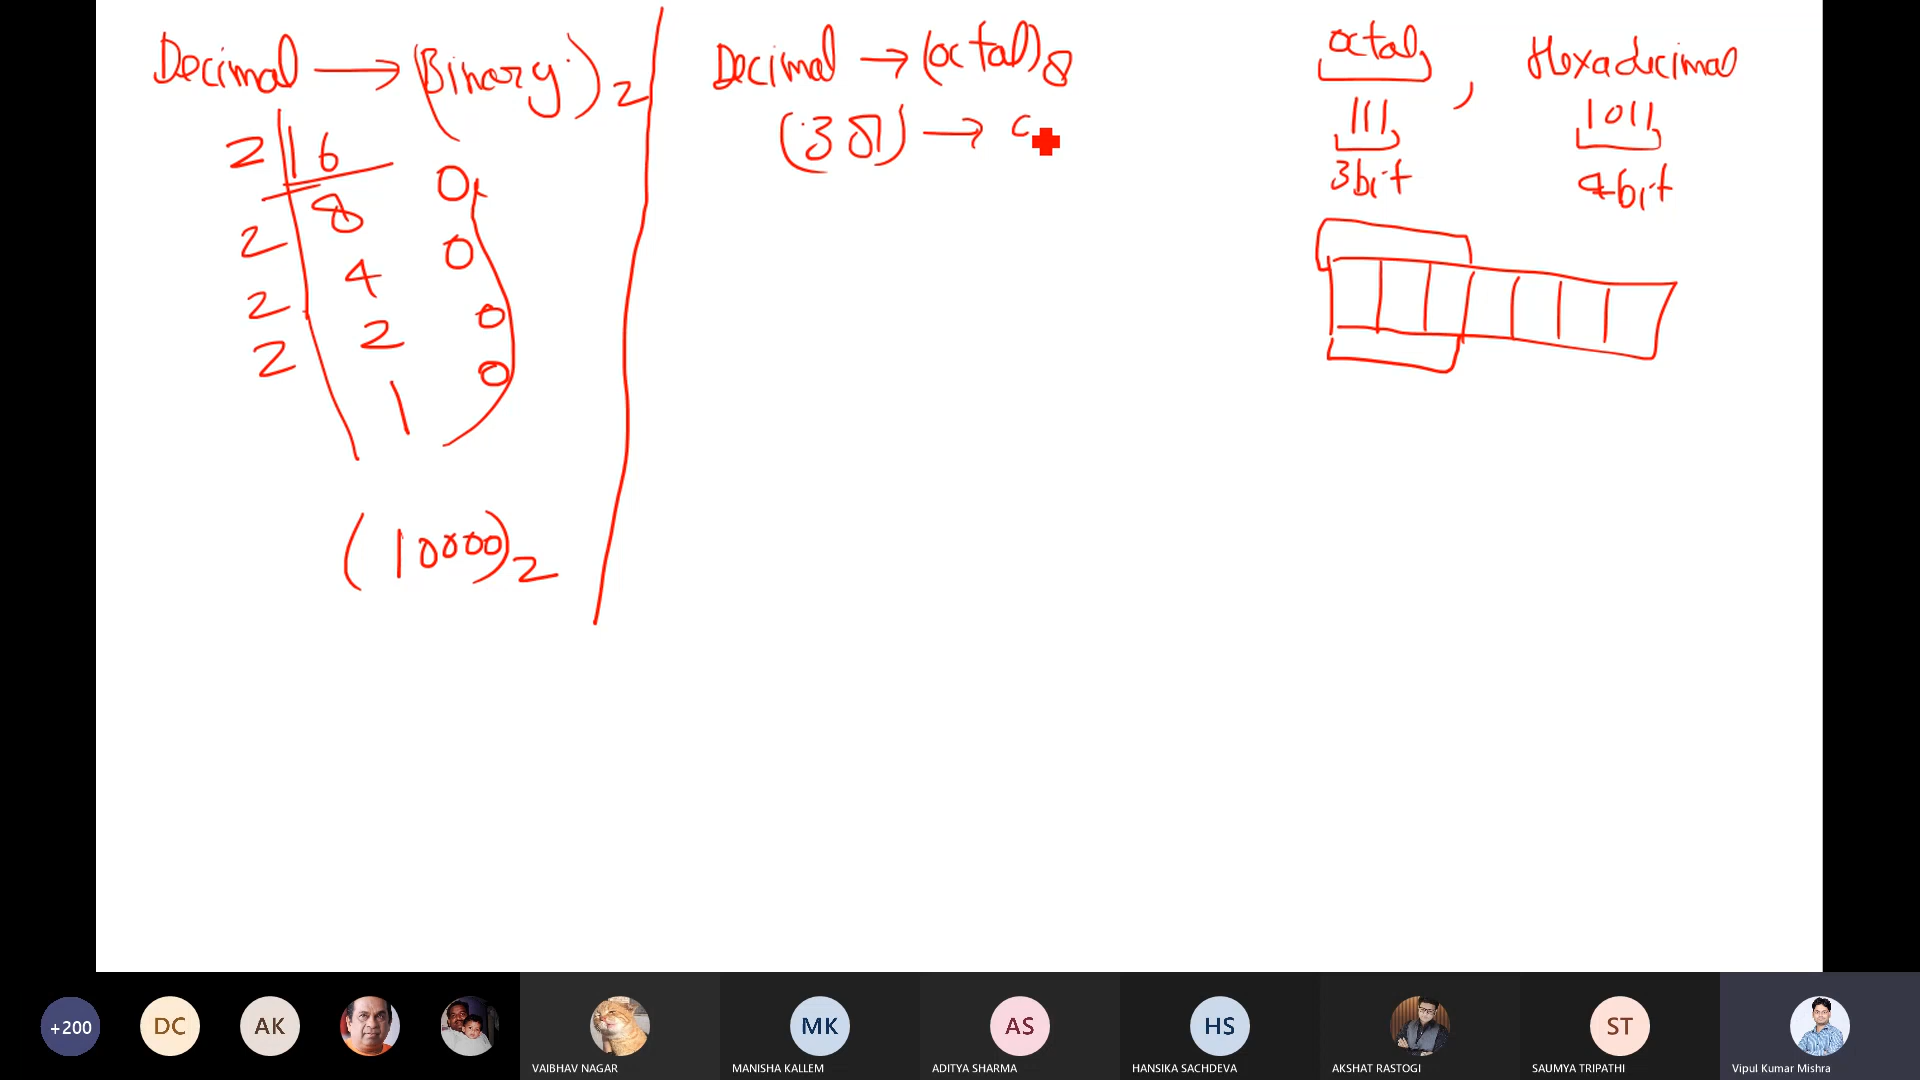 Decimal → (Binary)2
2 16
8 0
2 4 0
2 2 0
2 1 0
(10000)2
Decimal → (octal)8
→
octal, Hexadecimal
111 1011
3bit 4bit
+200 DC AK
VAIBHAV NAGAR
MK MANISHA KALLEM
AS ADITYA SHARMA
HS HANSIKA SACHDEVA
AKSHAT RASTOGI
ST SAUMYA TRIPATHI
Vipul Kumar Mishra